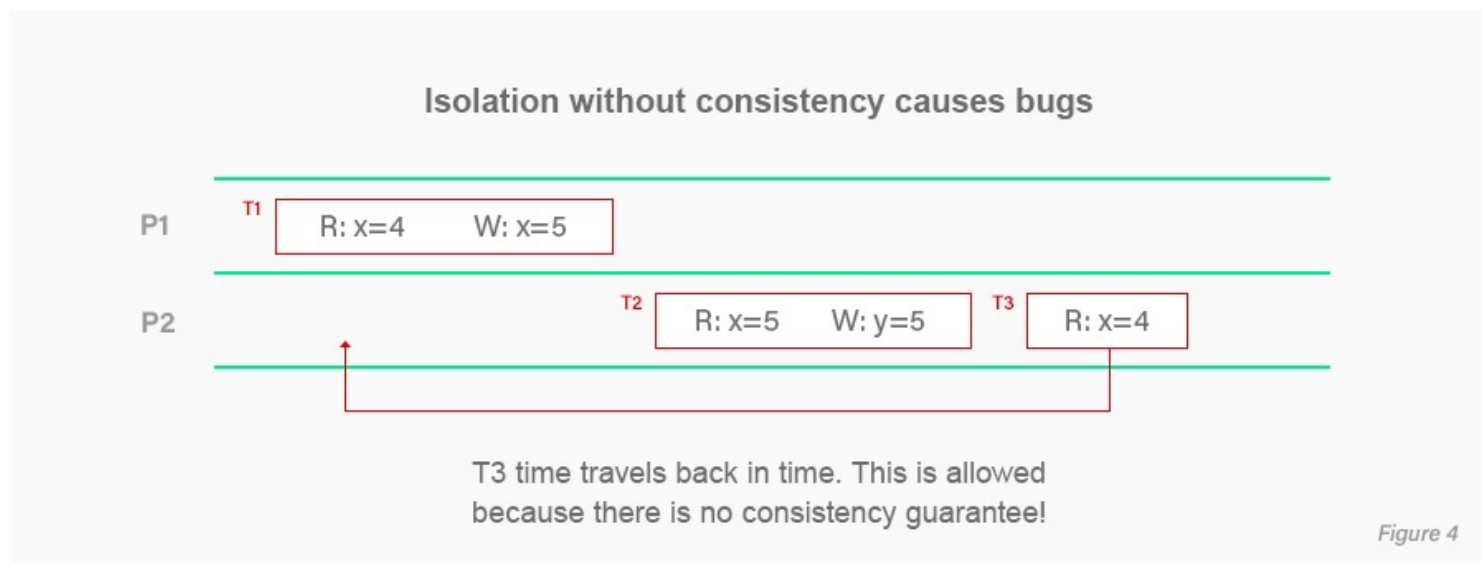 Isolation without consistency causes bugs
P1 T1 R: x=4 W: x=5
P2 T2 R: x=5 W: y=5 T3 R: x=4
T3 time travels back in time. This is allowed
because there is no consistency guarantee!
Figure 4